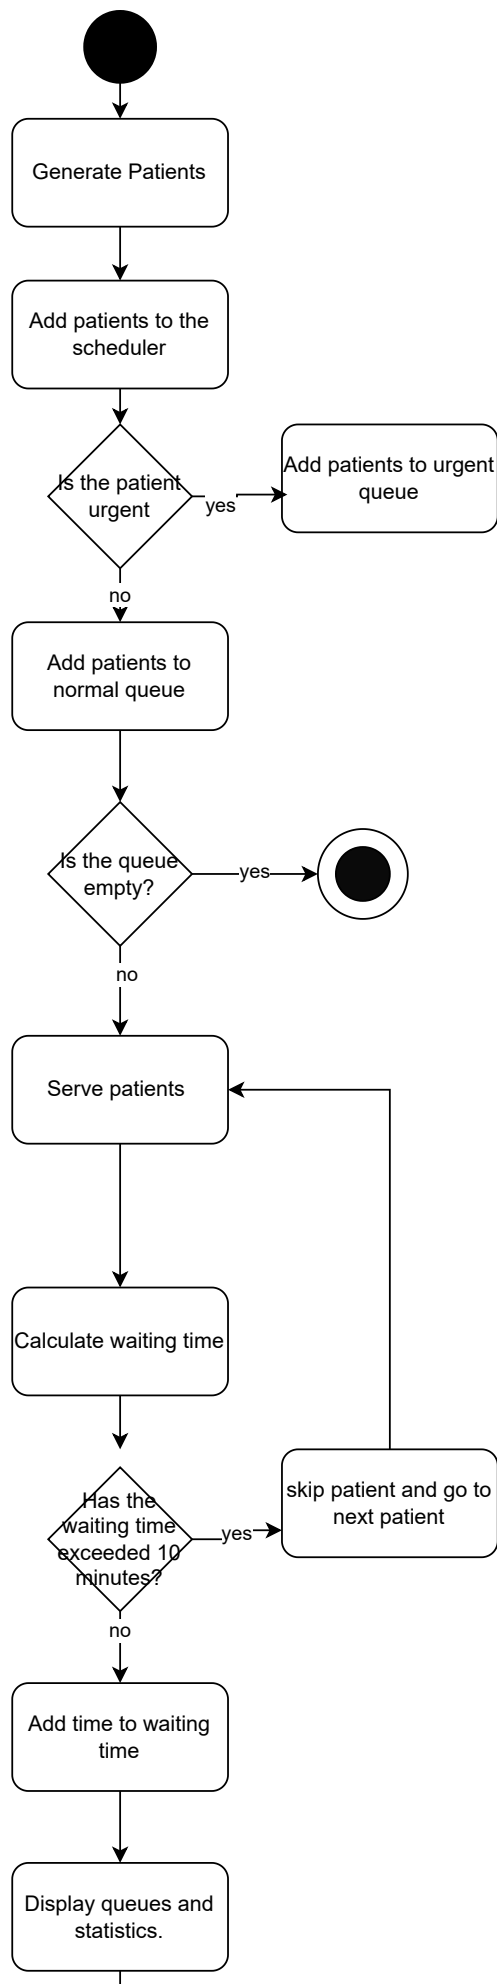 Generate Patients
Add patients to the
scheduler
Is the patient
urgent
yes
Add patients to urgent
queue
no
Add patients to
normal queue
Is the queue
empty?
yes
no
Serve patients
Calculate waiting time
Has the
waiting time
exceeded 10
minutes?
yes
skip patient and go to
next patient
no
Add time to waiting
time
Display queues and
statistics.